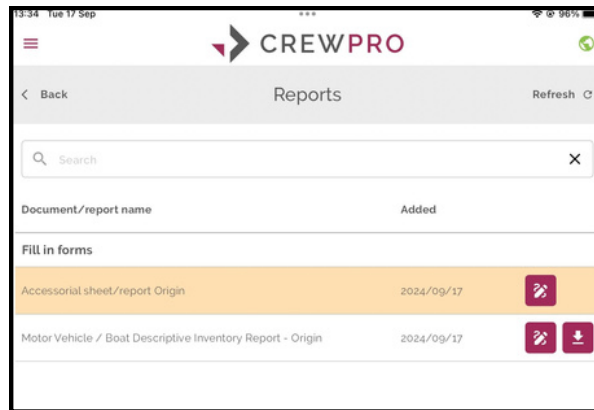 13:34 Tue 17 Sep 96%
CREWPRO
Back Reports Refresh
Search
Document/report name Added
Fill in forms
Accessorial sheet/report Origin 2024/09/17
Motor Vehicle / Boat Descriptive Inventory Report - Origin 2024/09/17